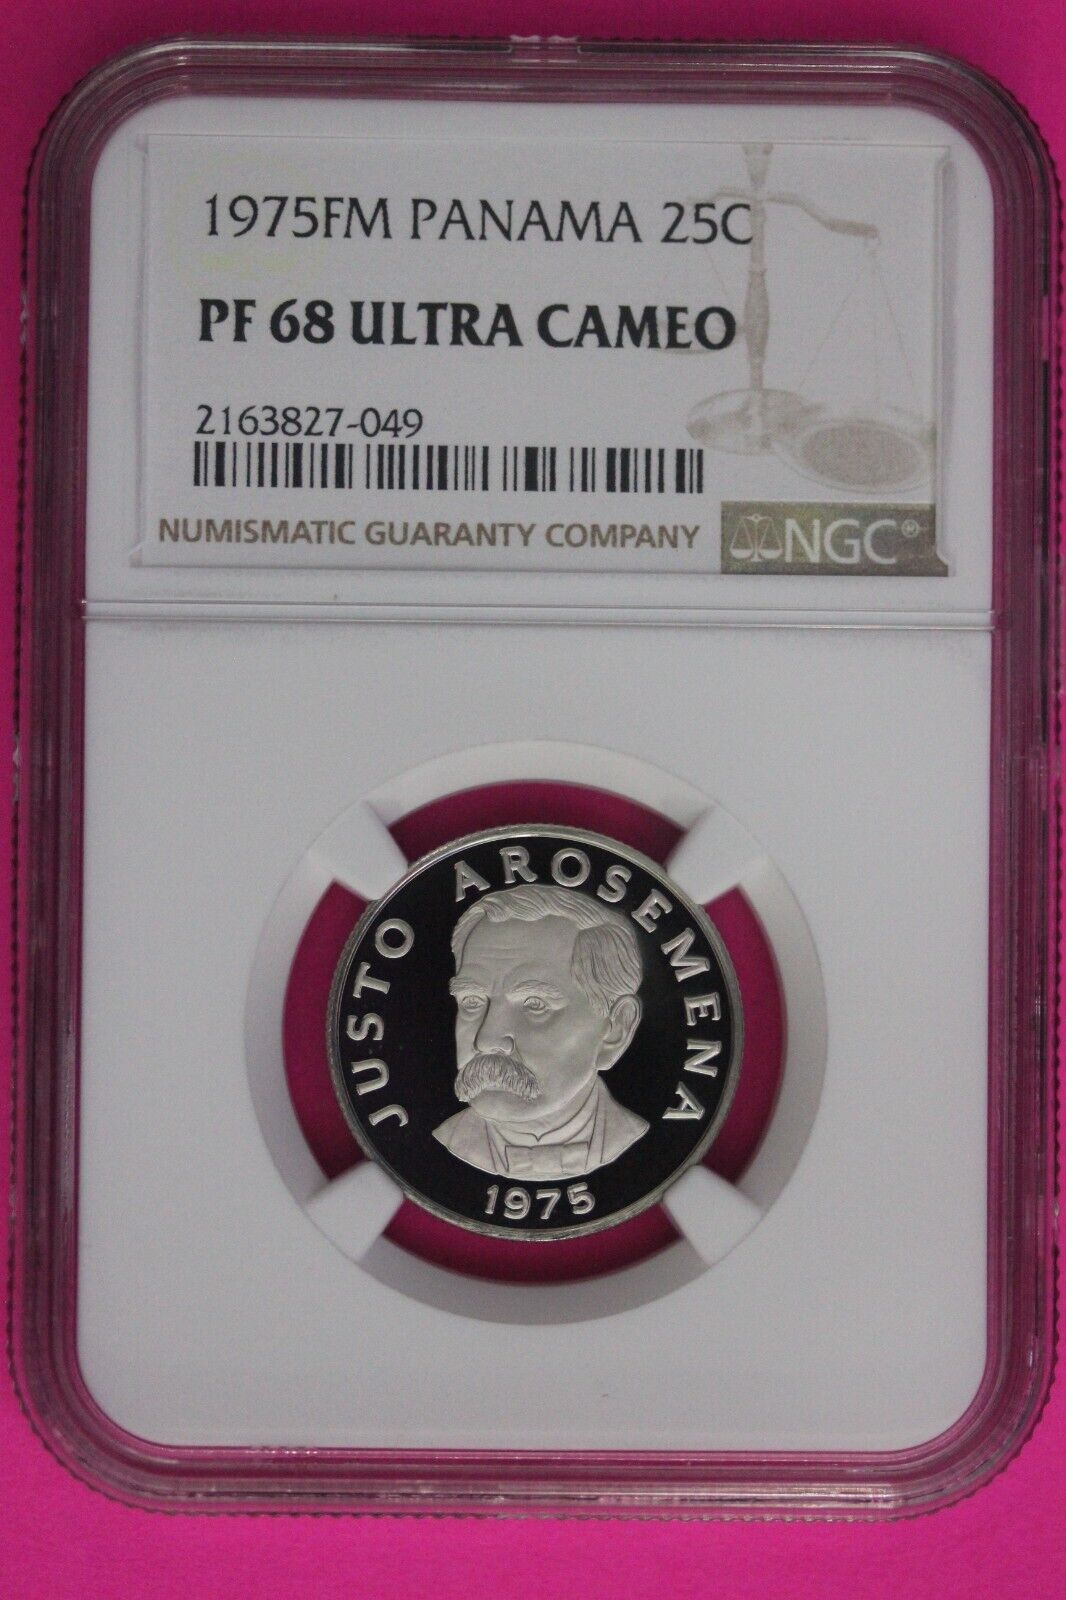 1975FM PANAMA 25C
PF 68 ULTRA CAMEO
2163827-049
NUMISMATIC GUARANTY COMPANY
NGC®
JUSTO AROSEMENA
1975